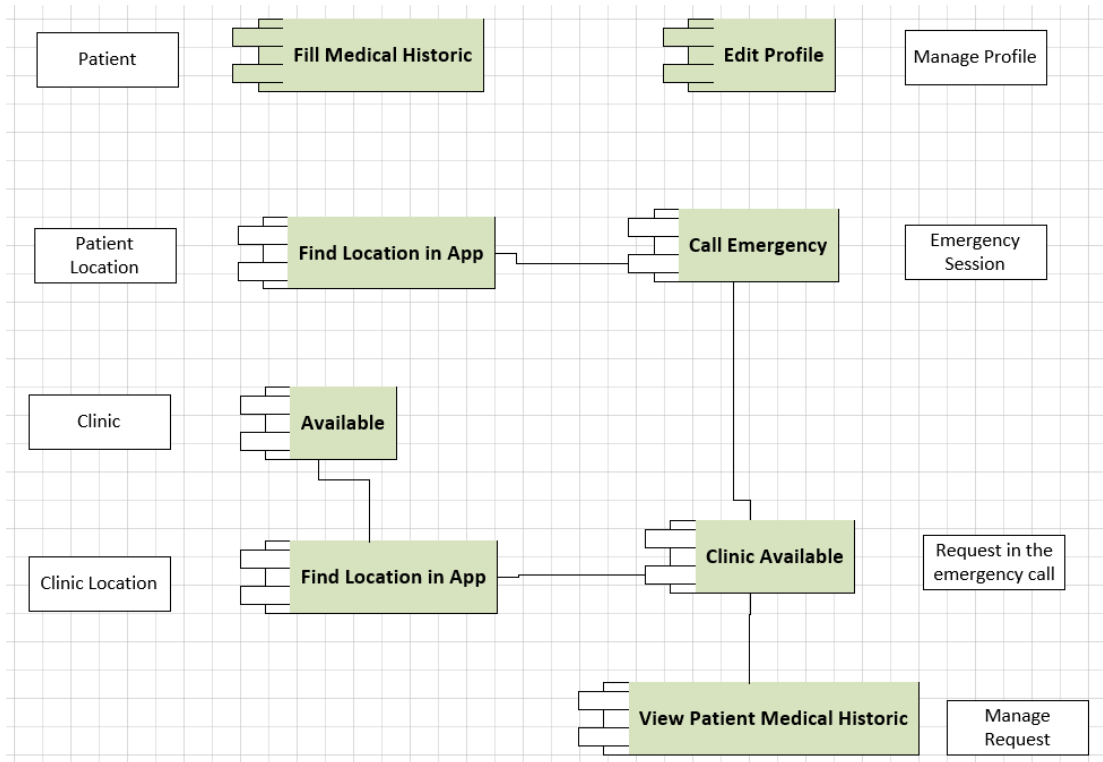 Patient
Fill Medical Historic
Edit Profile
Manage Profile
Patient
Location
Find Location in App
Call Emergency
Emergency
Session
Clinic
Available
Clinic Location
Find Location in App
Clinic Available
Request in the
emergency call
View Patient Medical Historic
Manage
Request